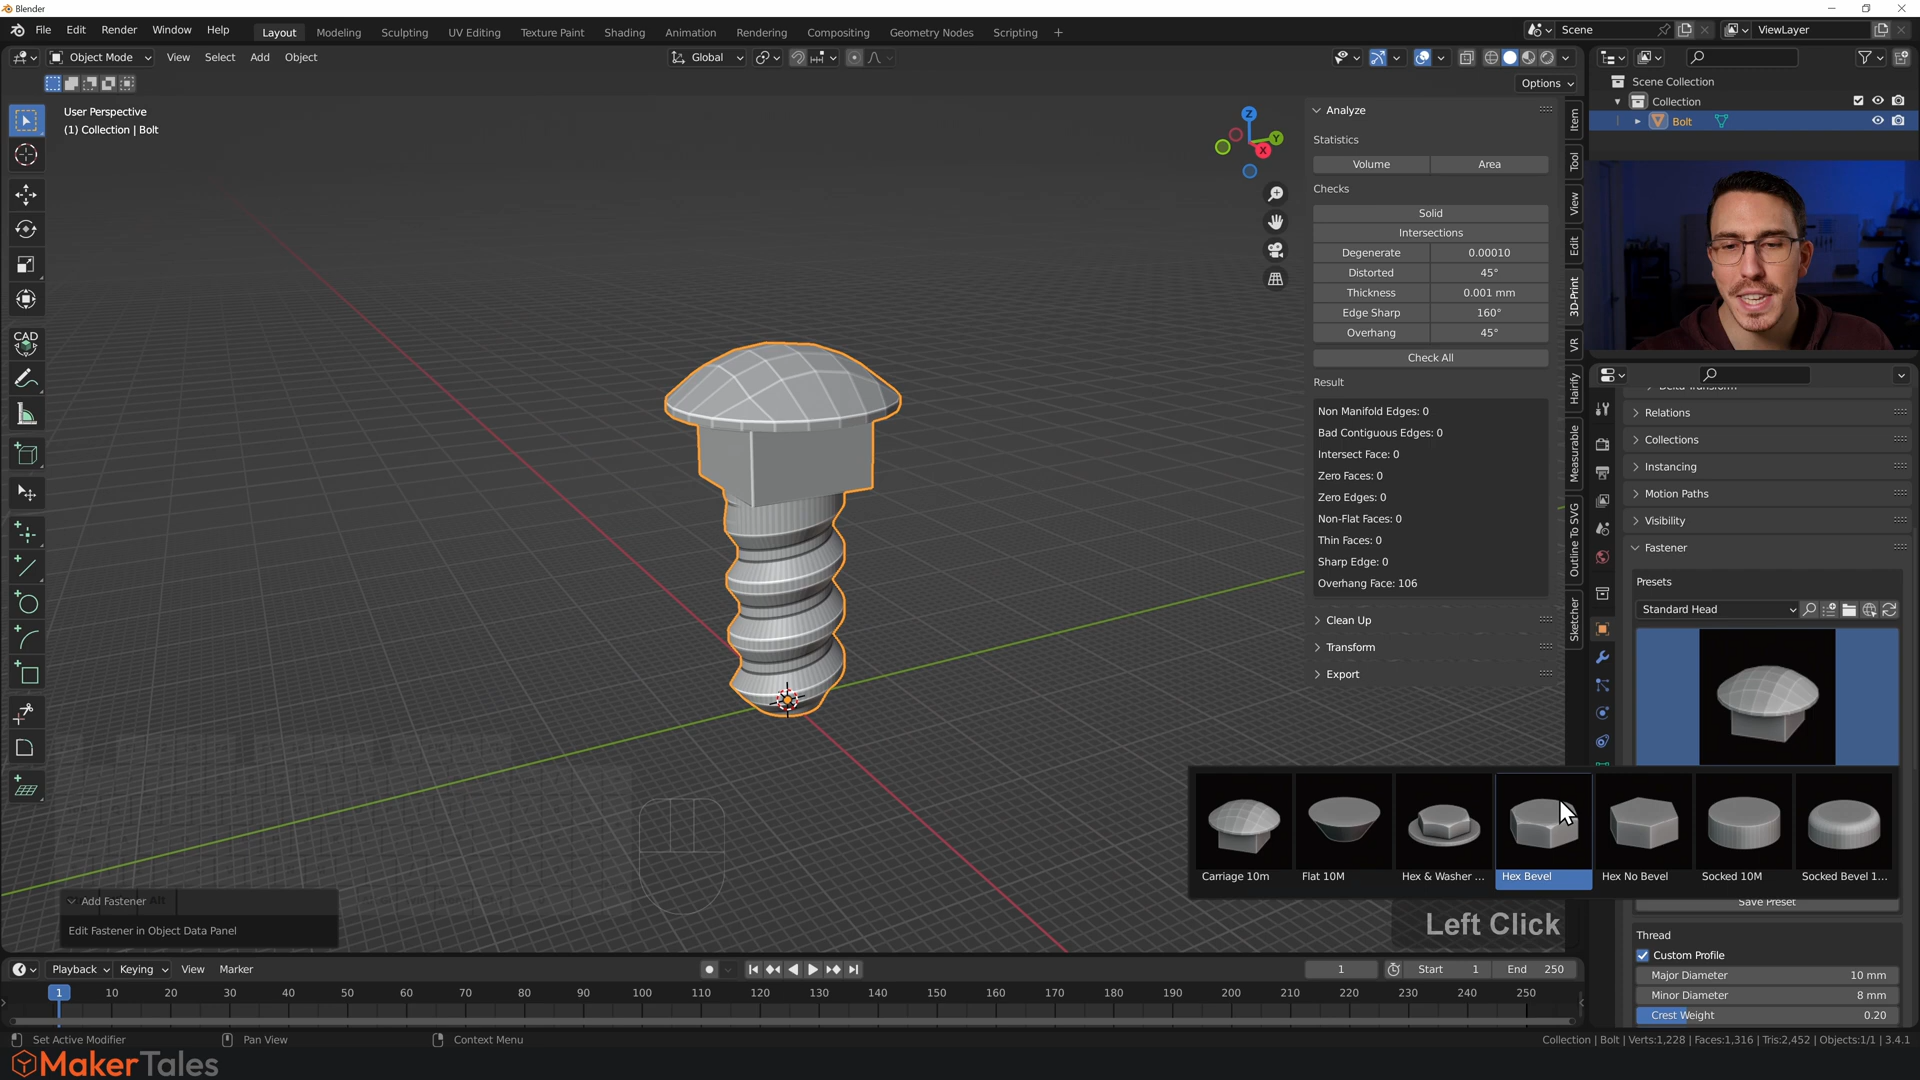 Blender
File Edit Render Window Help
Layout Modeling Sculpting UV Editing Texture Paint Shading Animation Rendering Compositing Geometry Nodes Scripting +
Scene
ViewLayer
Object Mode View Select Add Object
Global
Options
User Perspective
(1) Collection | Bolt
Z
Y
X
CAD
Analyze
Statistics
Volume Area
Checks
Solid
Intersections
Degenerate 0.00010
Distorted 45°
Thickness 0.001 mm
Edge Sharp 160°
Overhang 45°
Check All
Result
Non Manifold Edges: 0
Bad Contiguous Edges: 0
Intersect Face: 0
Zero Faces: 0
Zero Edges: 0
Non-Flat Faces: 0
Thin Faces: 0
Sharp Edge: 0
Overhang Face: 106
Clean Up
Transform
Export
Item
Tool
View
Edit
3D-Print
VR
Hairify
Measurable
Outline To SVG
Sketcher
Scene Collection
Collection
Bolt
Delta Transform
Relations
Collections
Instancing
Motion Paths
Visibility
Fastener
Presets
Standard Head
Carriage 10m
Flat 10M
Hex & Washer ...
Hex Bevel
Hex No Bevel
Socked 10M
Socked Bevel 1...
Save Preset
Thread
Custom Profile
Major Diameter 10 mm
Minor Diameter 8 mm
Crest Weight 0.20
Left Click
Add Fastener Alt
Edit Fastener in Object Data Panel
Playback Keying View Marker
1 Start 1 End 250
1 10 20 30 40 50 60 70 80 90 100 110 120 130 140 150 160 170 180 190 200 210 220 230 240 250
Set Active Modifier Pan View Context Menu
Collection | Bolt | Verts:1,228 | Faces:1,316 | Tris:2,452 | Objects:1/1 | 3.4.1
MakerTales